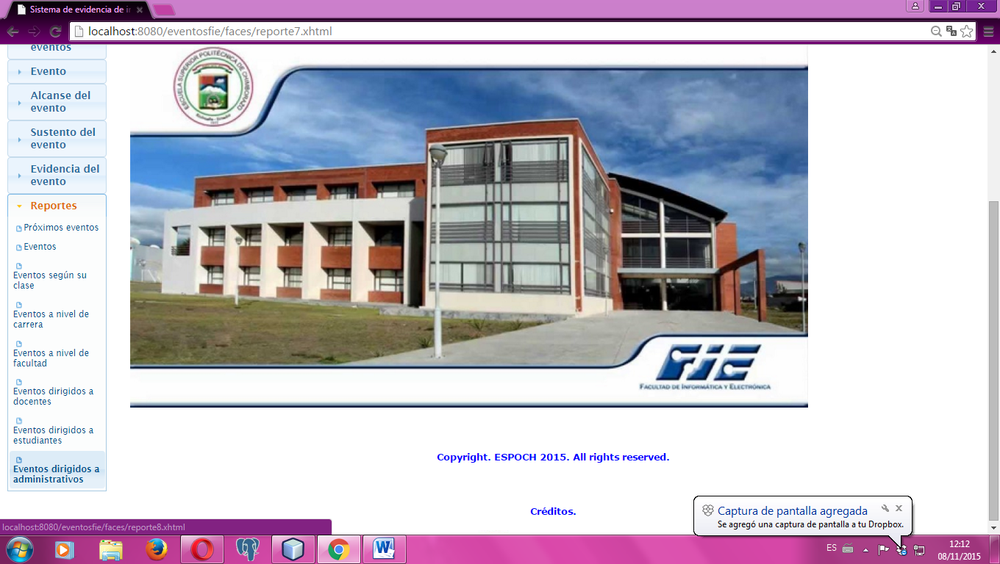 Sistema de evidencia de i
localhost:8080/eventosfie/faces/reporte7.xhtml
eventos
Evento
Alcanse del
evento
Sustento del
evento
Evidencia del
evento
Reportes
Próximos eventos
Eventos
Eventos según su
clase
Eventos a nivel de
carrera
Eventos a nivel de
facultad
Eventos dirigidos a
docentes
Eventos dirigidos a
estudiantes
Eventos dirigidos a
administrativos
ESCUELA SUPERIOR POLITÉCNICA DE CHIMBORAZO
FIE
FACULTAD DE INFORMÁTICA Y ELECTRÓNICA
Copyright. ESPOCH 2015. All rights reserved.
Créditos.
Captura de pantalla agregada
Se agregó una captura de pantalla a tu Dropbox.
localhost:8080/eventosfie/faces/reporte8.xhtml
ES
12:12
08/11/2015